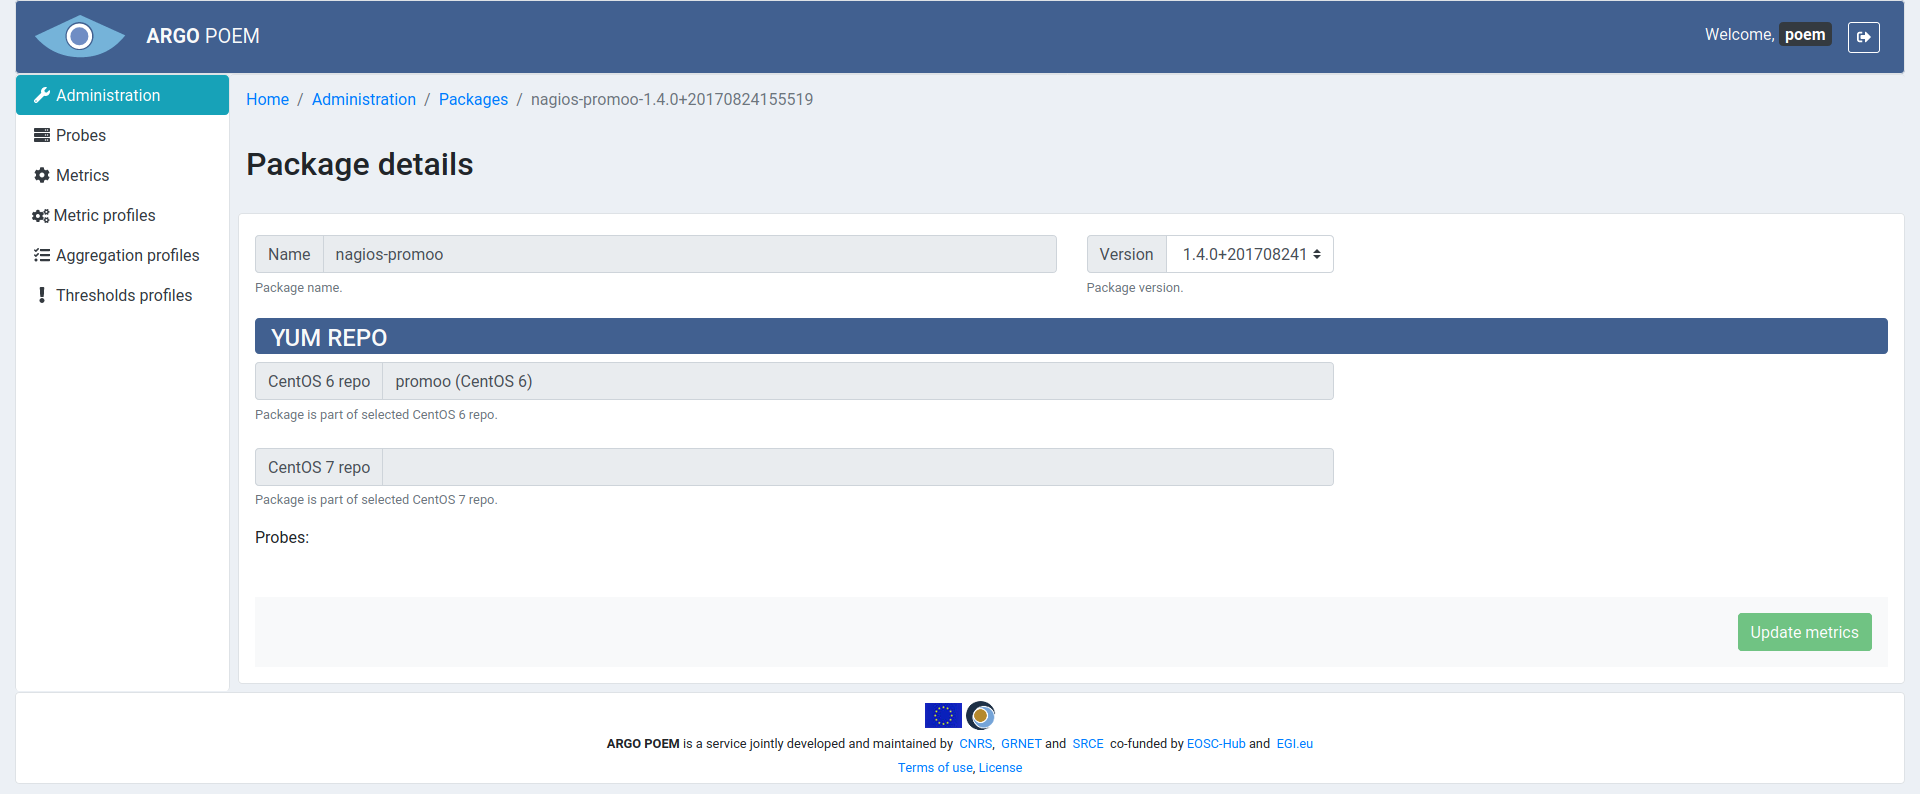 ARGO POEM
Welcome, poem
Administration
Probes
Metrics
Metric profiles
Aggregation profiles
Thresholds profiles
Home / Administration / Packages / nagios-promoo-1.4.0+20170824155519
Package details
Name nagios-promoo
Version 1.4.0+201708241
Package name.
Package version.
YUM REPO
CentOS 6 repo promoo (CentOS 6)
Package is part of selected CentOS 6 repo.
CentOS 7 repo
Package is part of selected CentOS 7 repo.
Probes:
Update metrics
ARGO POEM is a service jointly developed and maintained by CNRS, GRNET and SRCE co-funded by EOSC-Hub and EGI.eu
Terms of use, License